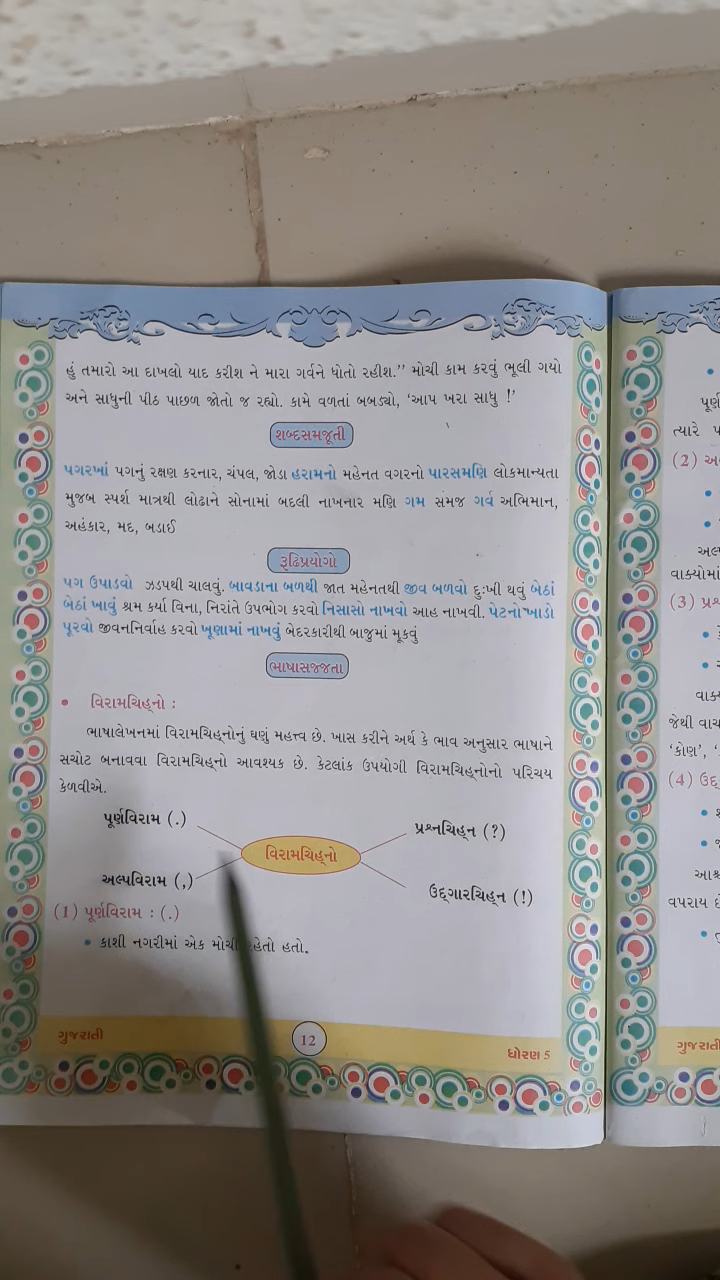 હું તમારો આ દાખલો યાદ કરીશ ને મારા ગર્વને ધોતો રહીશ.’’ મોચી કામ કરવું ભૂલી ગયો
અને સાધુની પીઠ પાછળ જોતો જ રહ્યો. કામે વળતાં બબડ્યો, ‘આપ ખરા સાધુ !’
શબ્દસમજૂતી
પગરખાં પગનું રક્ષણ કરનાર, ચંપલ, જોડા હરામનો મહેનત વગરનો પારસમણિ લોકમાન્યતા
મુજબ સ્પર્શ માત્રથી લોઢાને સોનામાં બદલી નાખનાર મણિ ગમ સમજ ગર્વ અભિમાન,
અહંકાર, મદ, બડાઈ
રૂઢિપ્રયોગો
પગ ઉપાડવો ઝડપથી ચાલવું. બાવડાના બળથી જાત મહેનતથી જીવ બળવો દુઃખી થવું બેઠાં
બેઠાં ખાવું શ્રમ કર્યા વિના, નિરાંતે ઉપભોગ કરવો નિસાસો નાખવો આહ નાખવી. પેટનો ખાડો
પૂરવો જીવનનિર્વાહ કરવો ખૂણામાં નાખવું બેદરકારીથી બાજુમાં મૂકવું
ભાષાસજ્જતા
• વિરામચિહ્નો :
ભાષાલેખનમાં વિરામચિહ્નોનું ઘણું મહત્ત્વ છે. ખાસ કરીને અર્થ કે ભાવ અનુસાર ભાષાને
સચોટ બનાવવા વિરામચિહ્નો આવશ્યક છે. કેટલાંક ઉપયોગી વિરામચિહ્નોનો પરિચય
કેળવીએ.
પૂર્ણવિરામ (.)
પ્રશ્નચિહ્ન (?)
વિરામચિહ્નો
અલ્પવિરામ (,)
ઉદ્ગારચિહ્ન (!)
(1) પૂર્ણવિરામ : (.)
• કાશી નગરીમાં એક મોચી રહેતો હતો.
ગુજરાતી
12
ધોરણ 5
ત્યારે
(2)
(3)
‘કોણ’,
(4)
વપરાય
ગુજરાતી